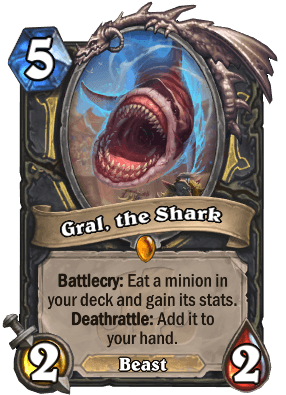 5
Gral, the Shark
Battlecry: Eat a minion in
your deck and gain its stats.
Deathrattle: Add it to
your hand.
2
Beast
2